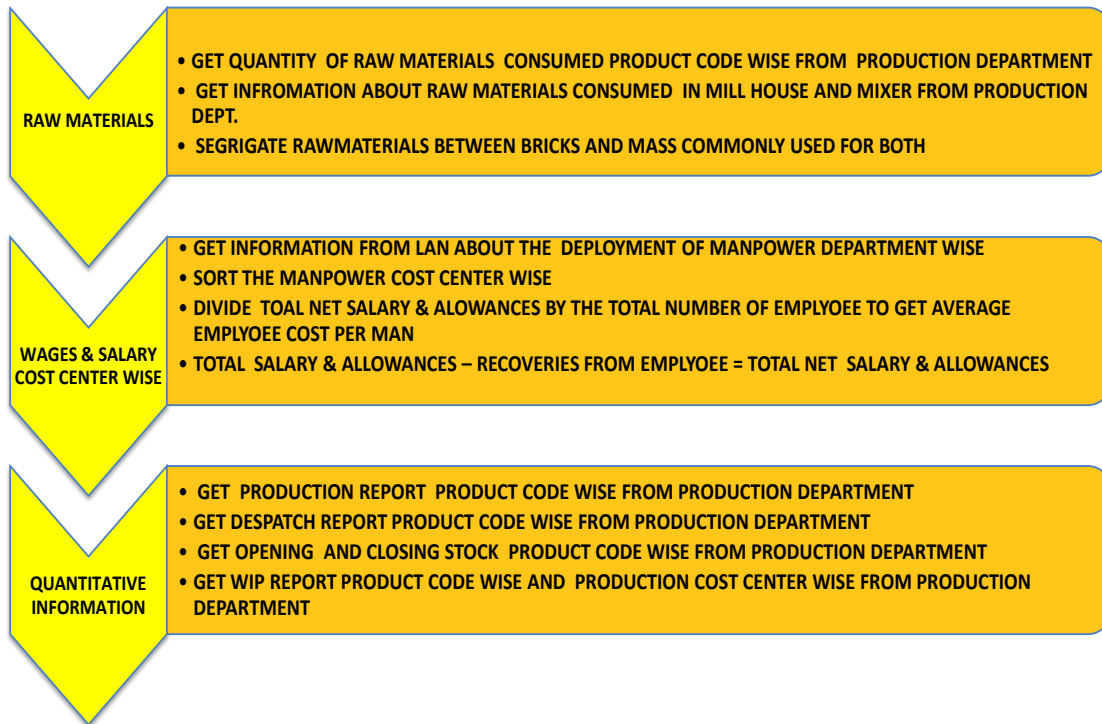 RAW MATERIALS
• GET QUANTITY OF RAW MATERIALS CONSUMED PRODUCT CODE WISE FROM PRODUCTION DEPARTMENT
• GET INFROMATION ABOUT RAW MATERIALS CONSUMED IN MILL HOUSE AND MIXER FROM PRODUCTION
DEPT.
• SEGRIGATE RAWMATERIALS BETWEEN BRICKS AND MASS COMMONLY USED FOR BOTH
WAGES & SALARY
COST CENTER WISE
• GET INFORMATION FROM LAN ABOUT THE DEPLOYMENT OF MANPOWER DEPARTMENT WISE
• SORT THE MANPOWER COST CENTER WISE
• DIVIDE TOAL NET SALARY & ALOWANCES BY THE TOTAL NUMBER OF EMPLYOEE TO GET AVERAGE
EMPLYOEE COST PER MAN
• TOTAL SALARY & ALLOWANCES – RECOVERIES FROM EMPLYOEE = TOTAL NET SALARY & ALLOWANCES
QUANTITATIVE
INFORMATION
• GET PRODUCTION REPORT PRODUCT CODE WISE FROM PRODUCTION DEPARTMENT
• GET DESPATCH REPORT PRODUCT CODE WISE FROM PRODUCTION DEPARTMENT
• GET OPENING AND CLOSING STOCK PRODUCT CODE WISE FROM PRODUCTION DEPARTMENT
• GET WIP REPORT PRODUCT CODE WISE AND PRODUCTION COST CENTER WISE FROM PRODUCTION
DEPARTMENT